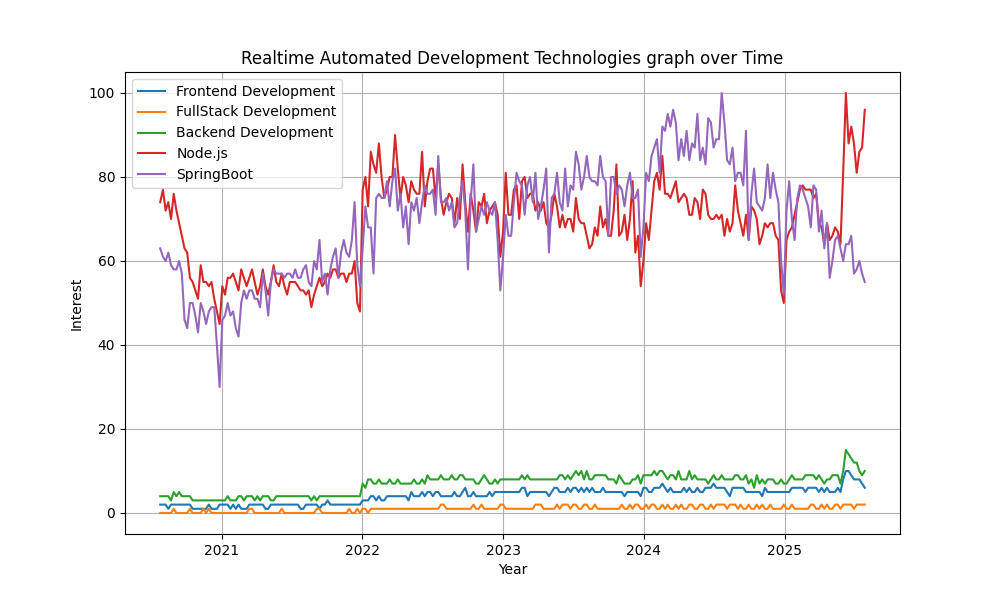 Realtime Automated Development Technologies graph over Time
Frontend Development
FullStack Development
Backend Development
Node.js
SpringBoot
100
80
60
40
20
0
Interest
2021
2022
2023
2024
2025
Year